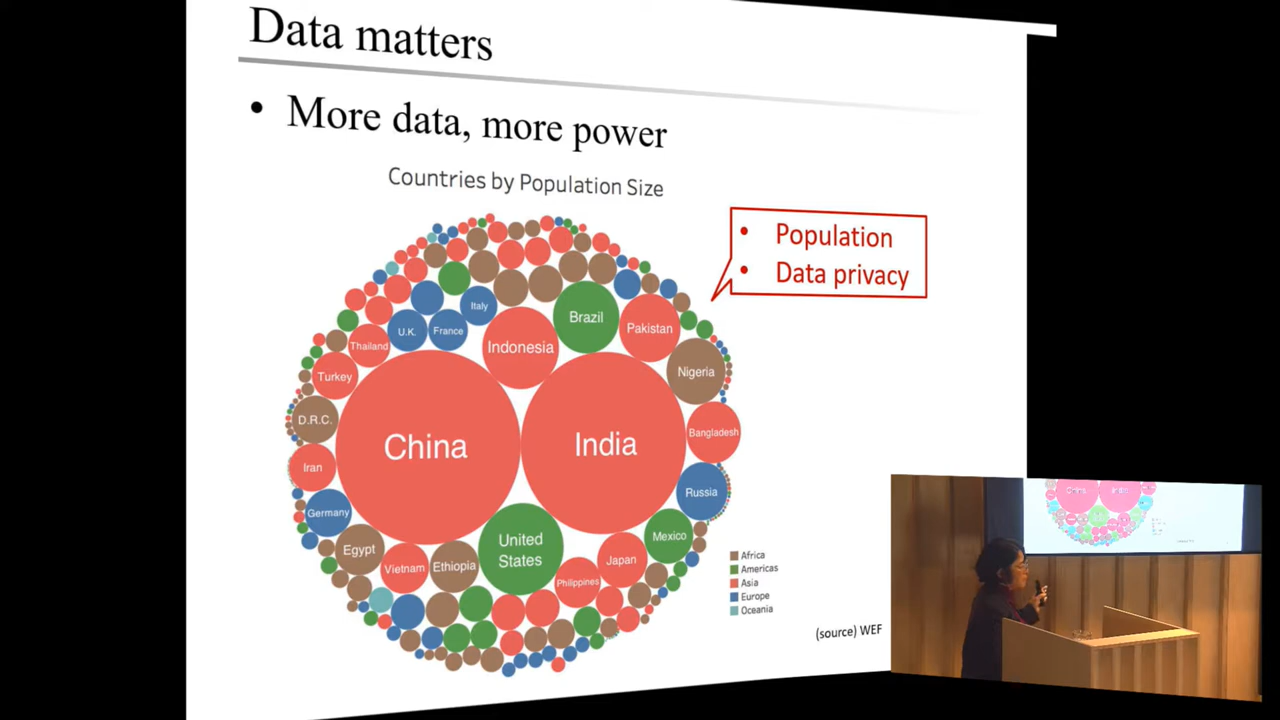 Data matters
• More data, more power
Countries by Population Size
• Population
• Data privacy
Italy
Brazil
U.K.
France
Pakistan
Thailand
Indonesia
Turkey
Nigeria
D.R.C.
China
India
Bangladesh
Iran
Russia
Germany
United
States
Mexico
Egypt
Vietnam
Ethiopia
Japan
Philippines
Africa
Americas
Asia
Europe
Oceania
(source) WEF
China